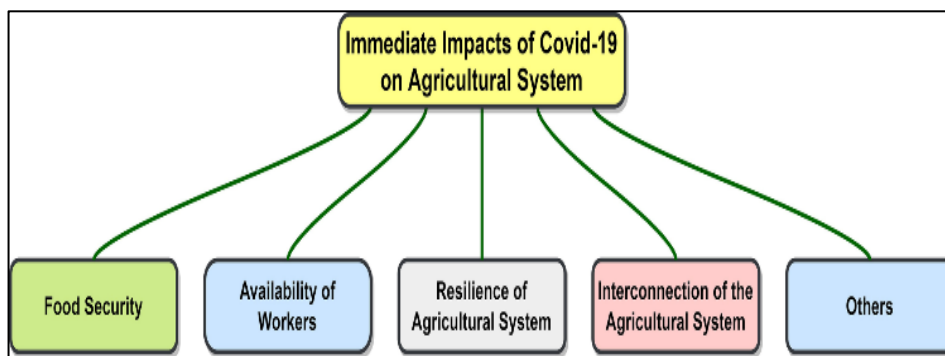 Immediate Impacts of Covid-19
on Agricultural System
Food Security
Availability of
Workers
Resilience of
Agricultural System
Interconnection of the
Agricultural System
Others